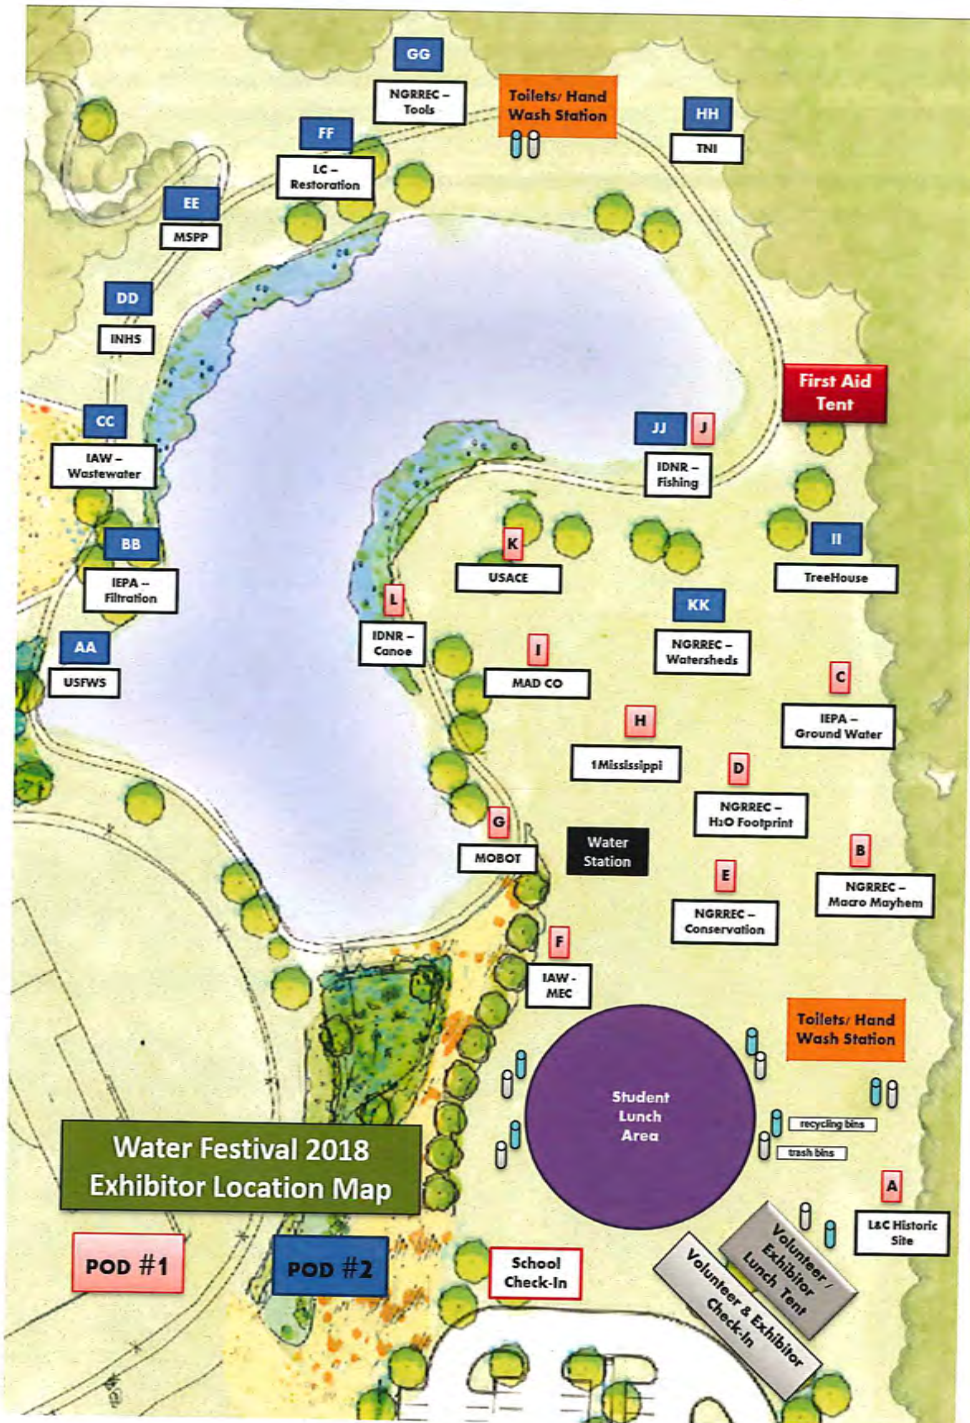 GG
NGRREC –
Tools
Toilets/ Hand
Wash Station
HH
TNI
FF
LC –
Restoration
EE
MSPP
DD
INHS
First Aid
Tent
CC
IAW –
Wastewater
JJ
J
IDNR –
Fishing
BB
IEPA –
Filtration
K
USACE
II
TreeHouse
L
IDNR –
Canoe
KK
NGRREC –
Watersheds
AA
USFWS
I
MAD CO
C
IEPA –
Ground Water
H
1Mississippi
D
NGRREC –
H2O Footprint
G
MOBOT
Water
Station
B
NGRREC –
Macro Mayhem
E
NGRREC –
Conservation
F
IAW -
MEC
Toilets/ Hand
Wash Station
Student
Lunch
Area
recycling bins
trash bins
Water Festival 2018
Exhibitor Location Map
A
L&C Historic
Site
POD #1
POD #2
School
Check-In
Volunteer /
Exhibitor
Lunch Tent
Volunteer & Exhibitor
Check-In